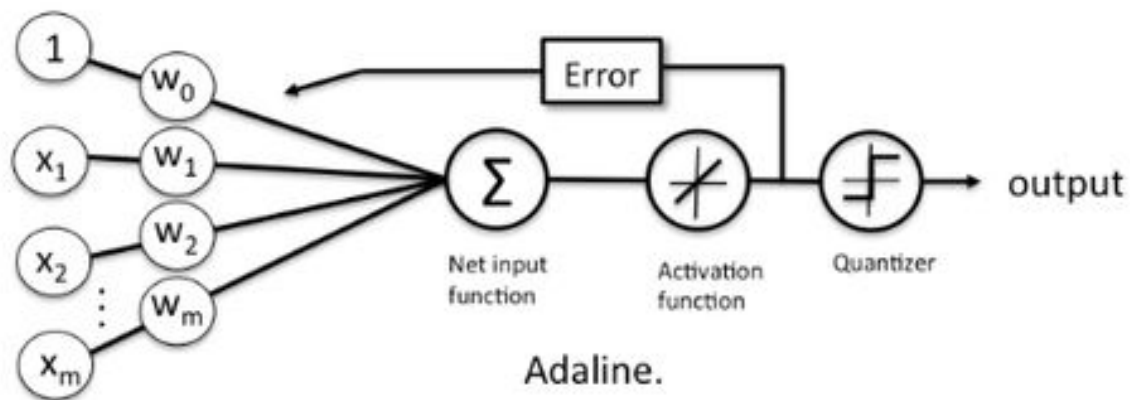 1
w0
x1
w1
x2
w2
⋮
xm
wm
Error
Σ
Net input
function
Activation
function
Quantizer
output
Adaline.